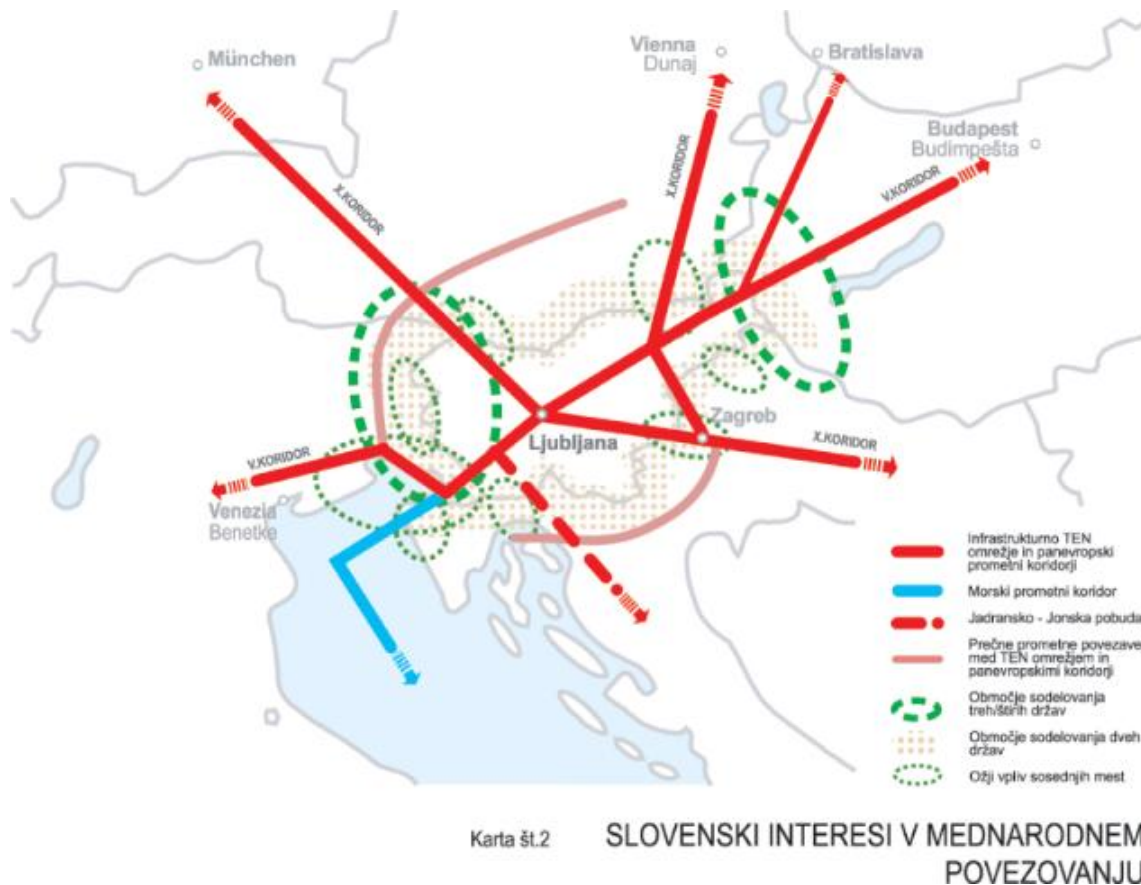 München
Vienna
Dunaj
Bratislava
Budapest
Budimpešta
X.KORIDOR
X.KORIDOR
V.KORIDOR
Ljubljana
Zagreb
X.KORIDOR
V.KORIDOR
Venezia
Benetke
Infrastrukturno TEN
omrežje in panevropski
prometni koridorji
Morski prometni koridor
Jadransko - Jonska pobuda
Prečne prometne povezave
med TEN omrežjem in
panevropskimi koridorji
Območje sodelovanja
treh/štirih držav
Območje sodelovanja dveh
držav
Ožji vpliv sosednjih mest
Karta št.2
SLOVENSKI INTERESI V MEDNARODNEM
POVEZOVANJU